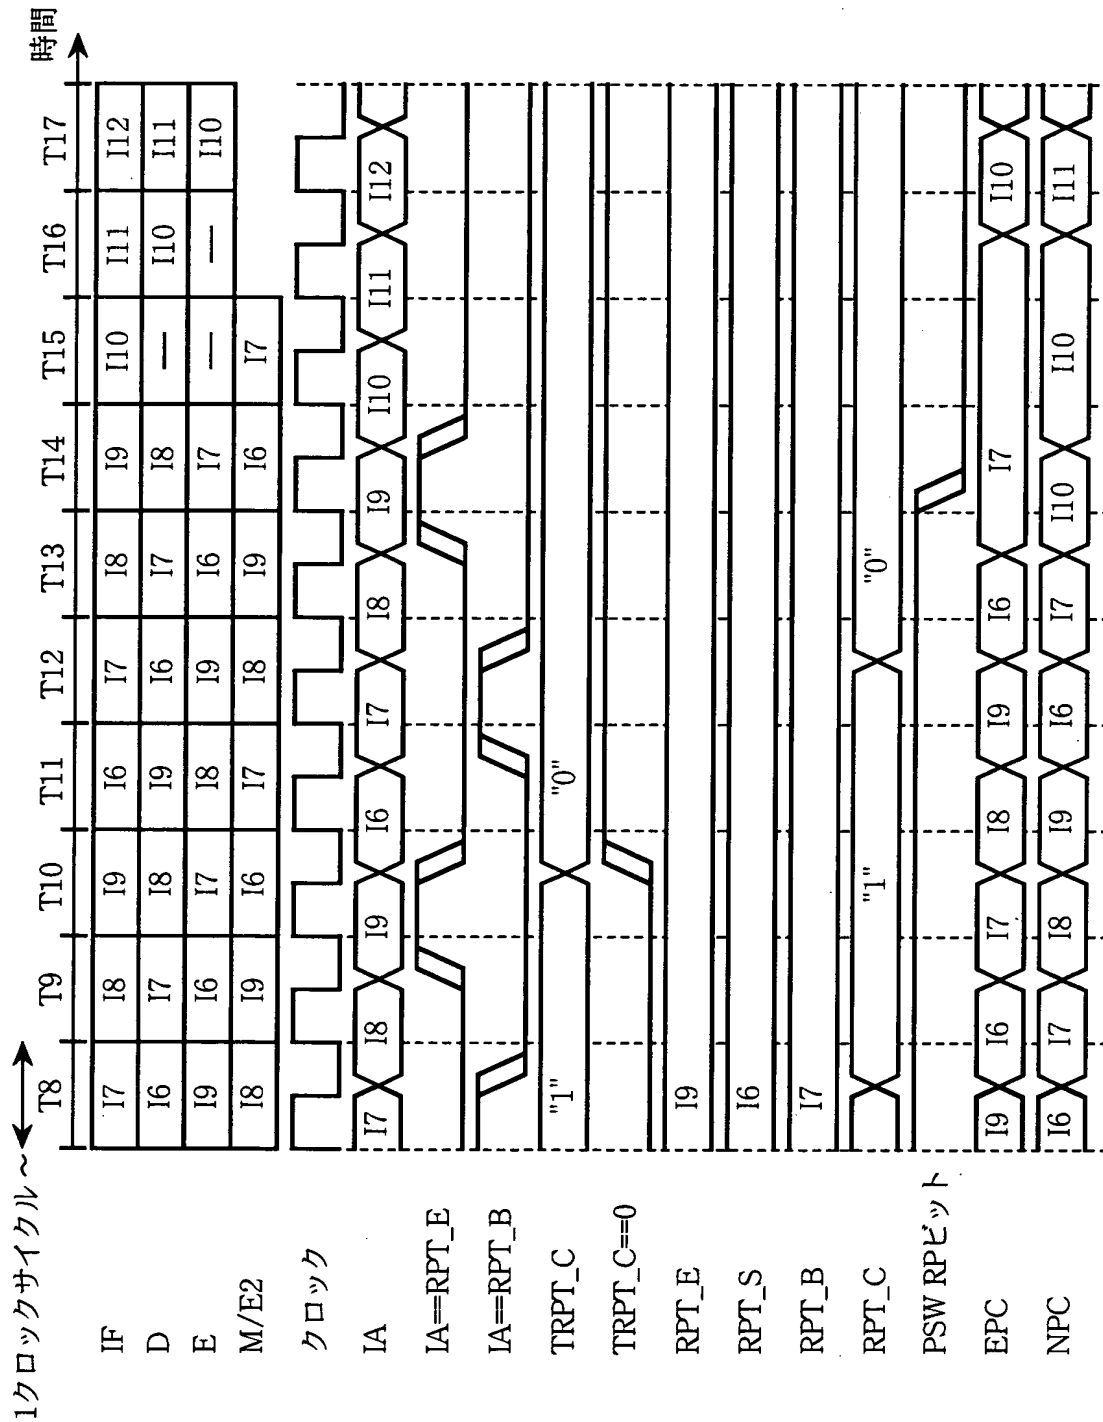 1クロックサイクル～
時間
T8 T9 T10 T11 T12 T13 T14 T15 T16 T17
IF I7 I8 I9 I6 I7 I8 I9 I10 I11 I12
D I6 I7 I8 I9 I6 I7 I8 — I10 I11
E I9 I6 I7 I8 I9 I6 I7 — — I10
M/E2 I8 I9 I6 I7 I8 I9 I6 I7
クロック
IA I7 I8 I9 I6 I7 I8 I9 I10 I11 I12
IA==RPT_E
IA==RPT_B
TRPT_C "1" "0"
TRPT_C==0
RPT_E I9
RPT_S I6
RPT_B I7
RPT_C "1" "0"
PSW RPビット
EPC I9 I6 I7 I8 I9 I6 I7 I10
NPC I6 I7 I8 I9 I6 I7 I10 I10 I11